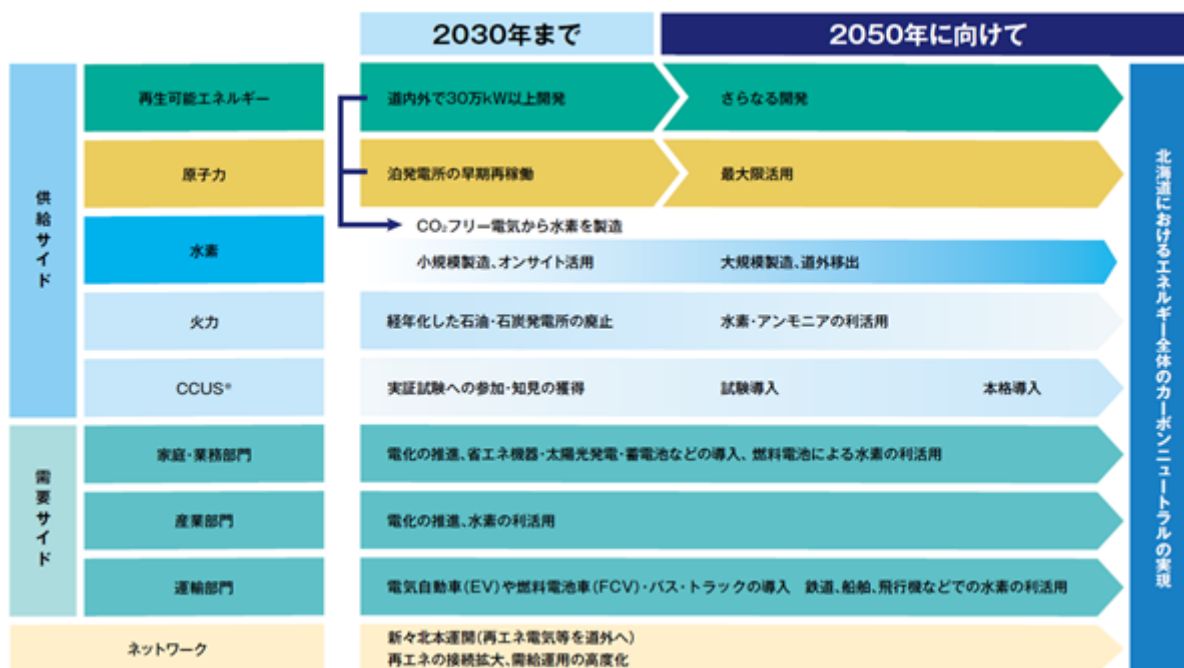 2030年まで
2050年に向けて
供給サイド
再生可能エネルギー
道内外で30万kW以上開発
さらなる開発
原子力
泊発電所の早期再稼働
最大限活用
水素
CO₂フリー電気から水素を製造
小規模製造、オンサイト活用
大規模製造、道外移出
火力
経年化した石油・石炭発電所の廃止
水素・アンモニアの利活用
CCUS※
実証試験への参加・知見の獲得
試験導入
本格導入
需要サイド
家庭・業務部門
電化の推進、省エネ機器・太陽光発電・蓄電池などの導入、燃料電池による水素の利活用
産業部門
電化の推進、水素の利活用
運輸部門
電気自動車(EV)や燃料電池車(FCV)・バス・トラックの導入　鉄道、船舶、飛行機などでの水素の利活用
ネットワーク
新々北本運開(再エネ電気等を道外へ)
再エネの接続拡大、需給運用の高度化
北海道におけるエネルギー全体のカーボンニュートラルの実現